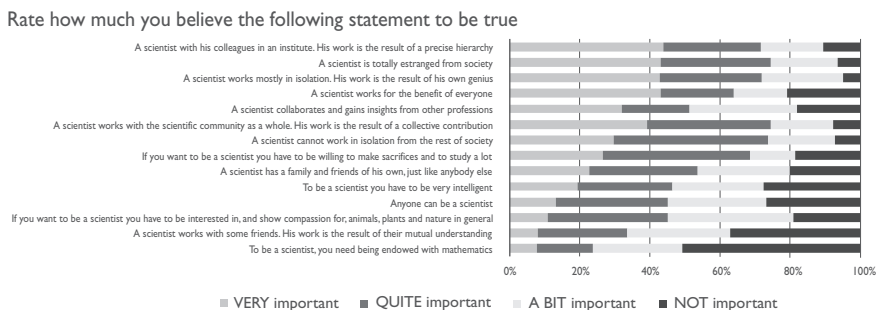 Rate how much you believe the following statement to be true
A scientist with his colleagues in an institute. His work is the result of a precise hierarchy
A scientist is totally estranged from society
A scientist works mostly in isolation. His work is the result of his own genius
A scientist works for the benefit of everyone
A scientist collaborates and gains insights from other professions
A scientist works with the scientific community as a whole. His work is the result of a collective contribution
A scientist cannot work in isolation from the rest of society
If you want to be a scientist you have to be willing to make sacrifices and to study a lot
A scientist has a family and friends of his own, just like anybody else
To be a scientist you have to be very intelligent
Anyone can be a scientist
If you want to be a scientist you have to be interested in, and show compassion for, animals, plants and nature in general
A scientist works with some friends. His work is the result of their mutual understanding
To be a scientist, you need being endowed with mathematics
0% 20% 40% 60% 80% 100%
VERY important QUITE important A BIT important NOT important